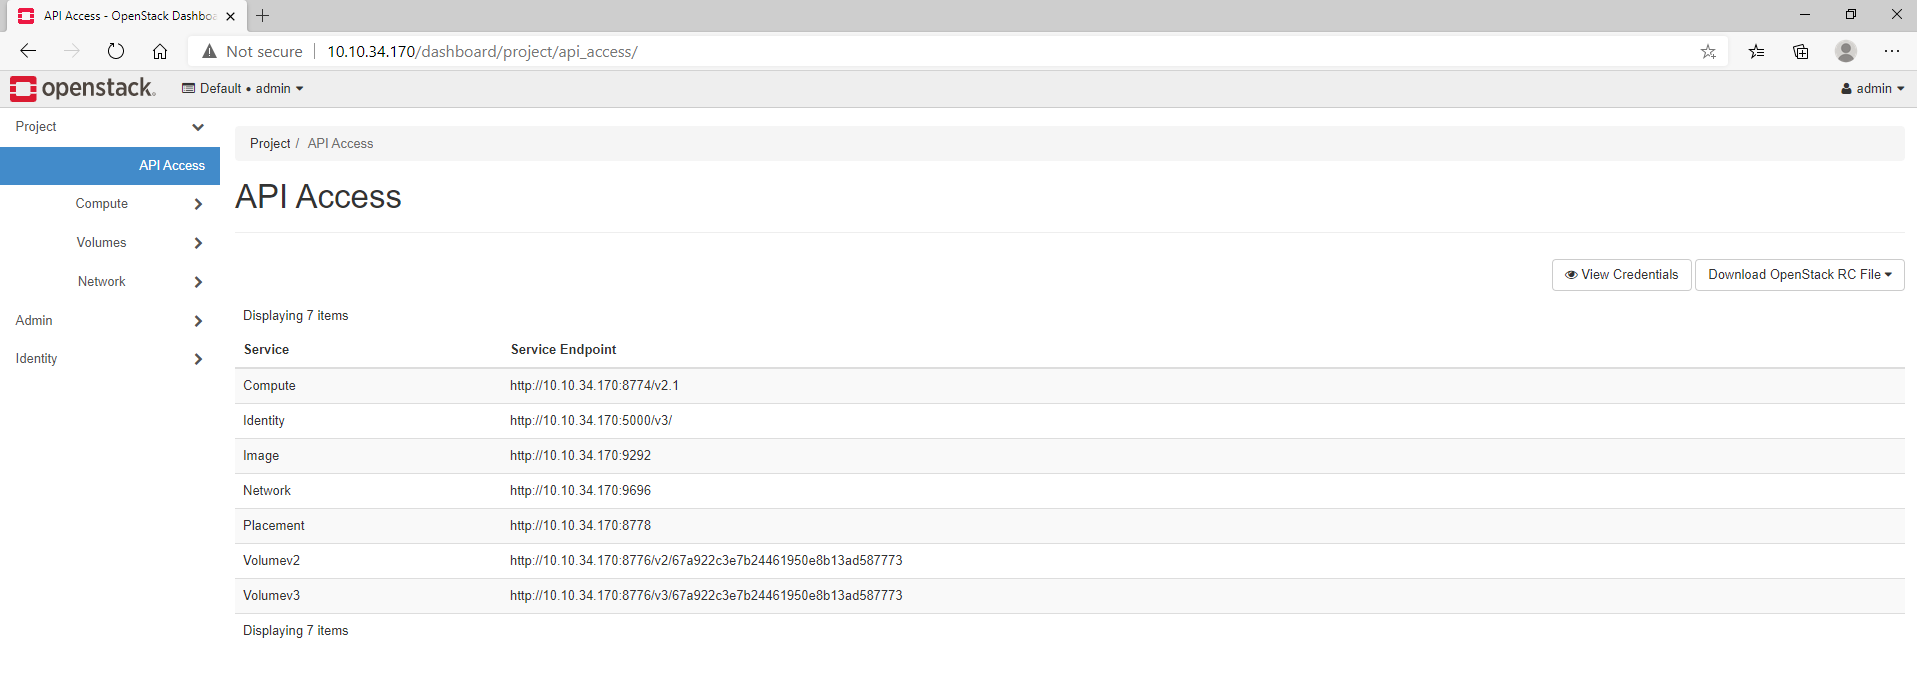 API Access - OpenStack Dashboa
Not secure 10.10.34.170/dashboard/project/api_access/
openstack. Default • admin admin
Project
API Access
Compute
Volumes
Network
Admin
Identity
Project / API Access
API Access
View Credentials Download OpenStack RC File
Displaying 7 items
Service Service Endpoint
Compute http://10.10.34.170:8774/v2.1
Identity http://10.10.34.170:5000/v3/
Image http://10.10.34.170:9292
Network http://10.10.34.170:9696
Placement http://10.10.34.170:8778
Volumev2 http://10.10.34.170:8776/v2/67a922c3e7b24461950e8b13ad587773
Volumev3 http://10.10.34.170:8776/v3/67a922c3e7b24461950e8b13ad587773
Displaying 7 items